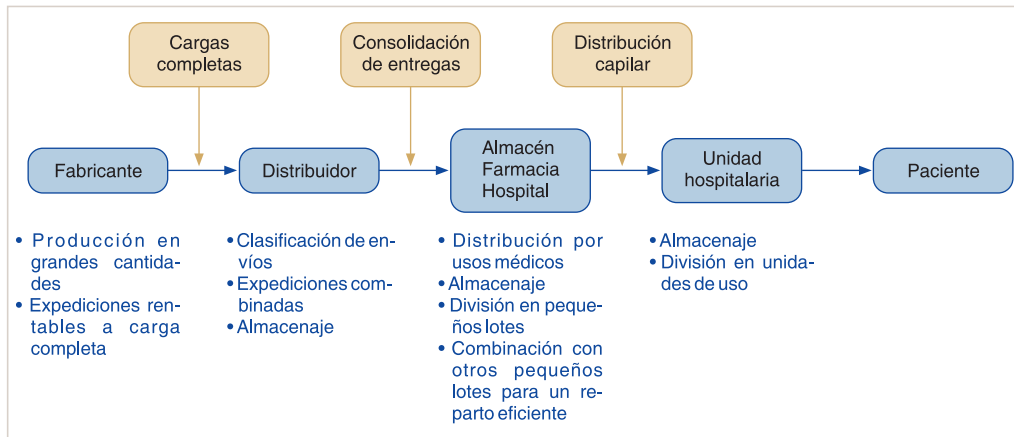 Cargas
completas
Consolidación
de entregas
Distribución
capilar
Fabricante
Distribuidor
Almacén
Farmacia
Hospital
Unidad
hospitalaria
Paciente
• Producción en
grandes cantida-
des
• Expediciones ren-
tables a carga
completa
• Clasificación de en-
víos
• Expediciones com-
binadas
• Almacenaje
• Distribución por
usos médicos
• Almacenaje
• División en peque-
ños lotes
• Combinación con
otros pequeños
lotes para un re-
parto eficiente
• Almacenaje
• División en unida-
des de uso